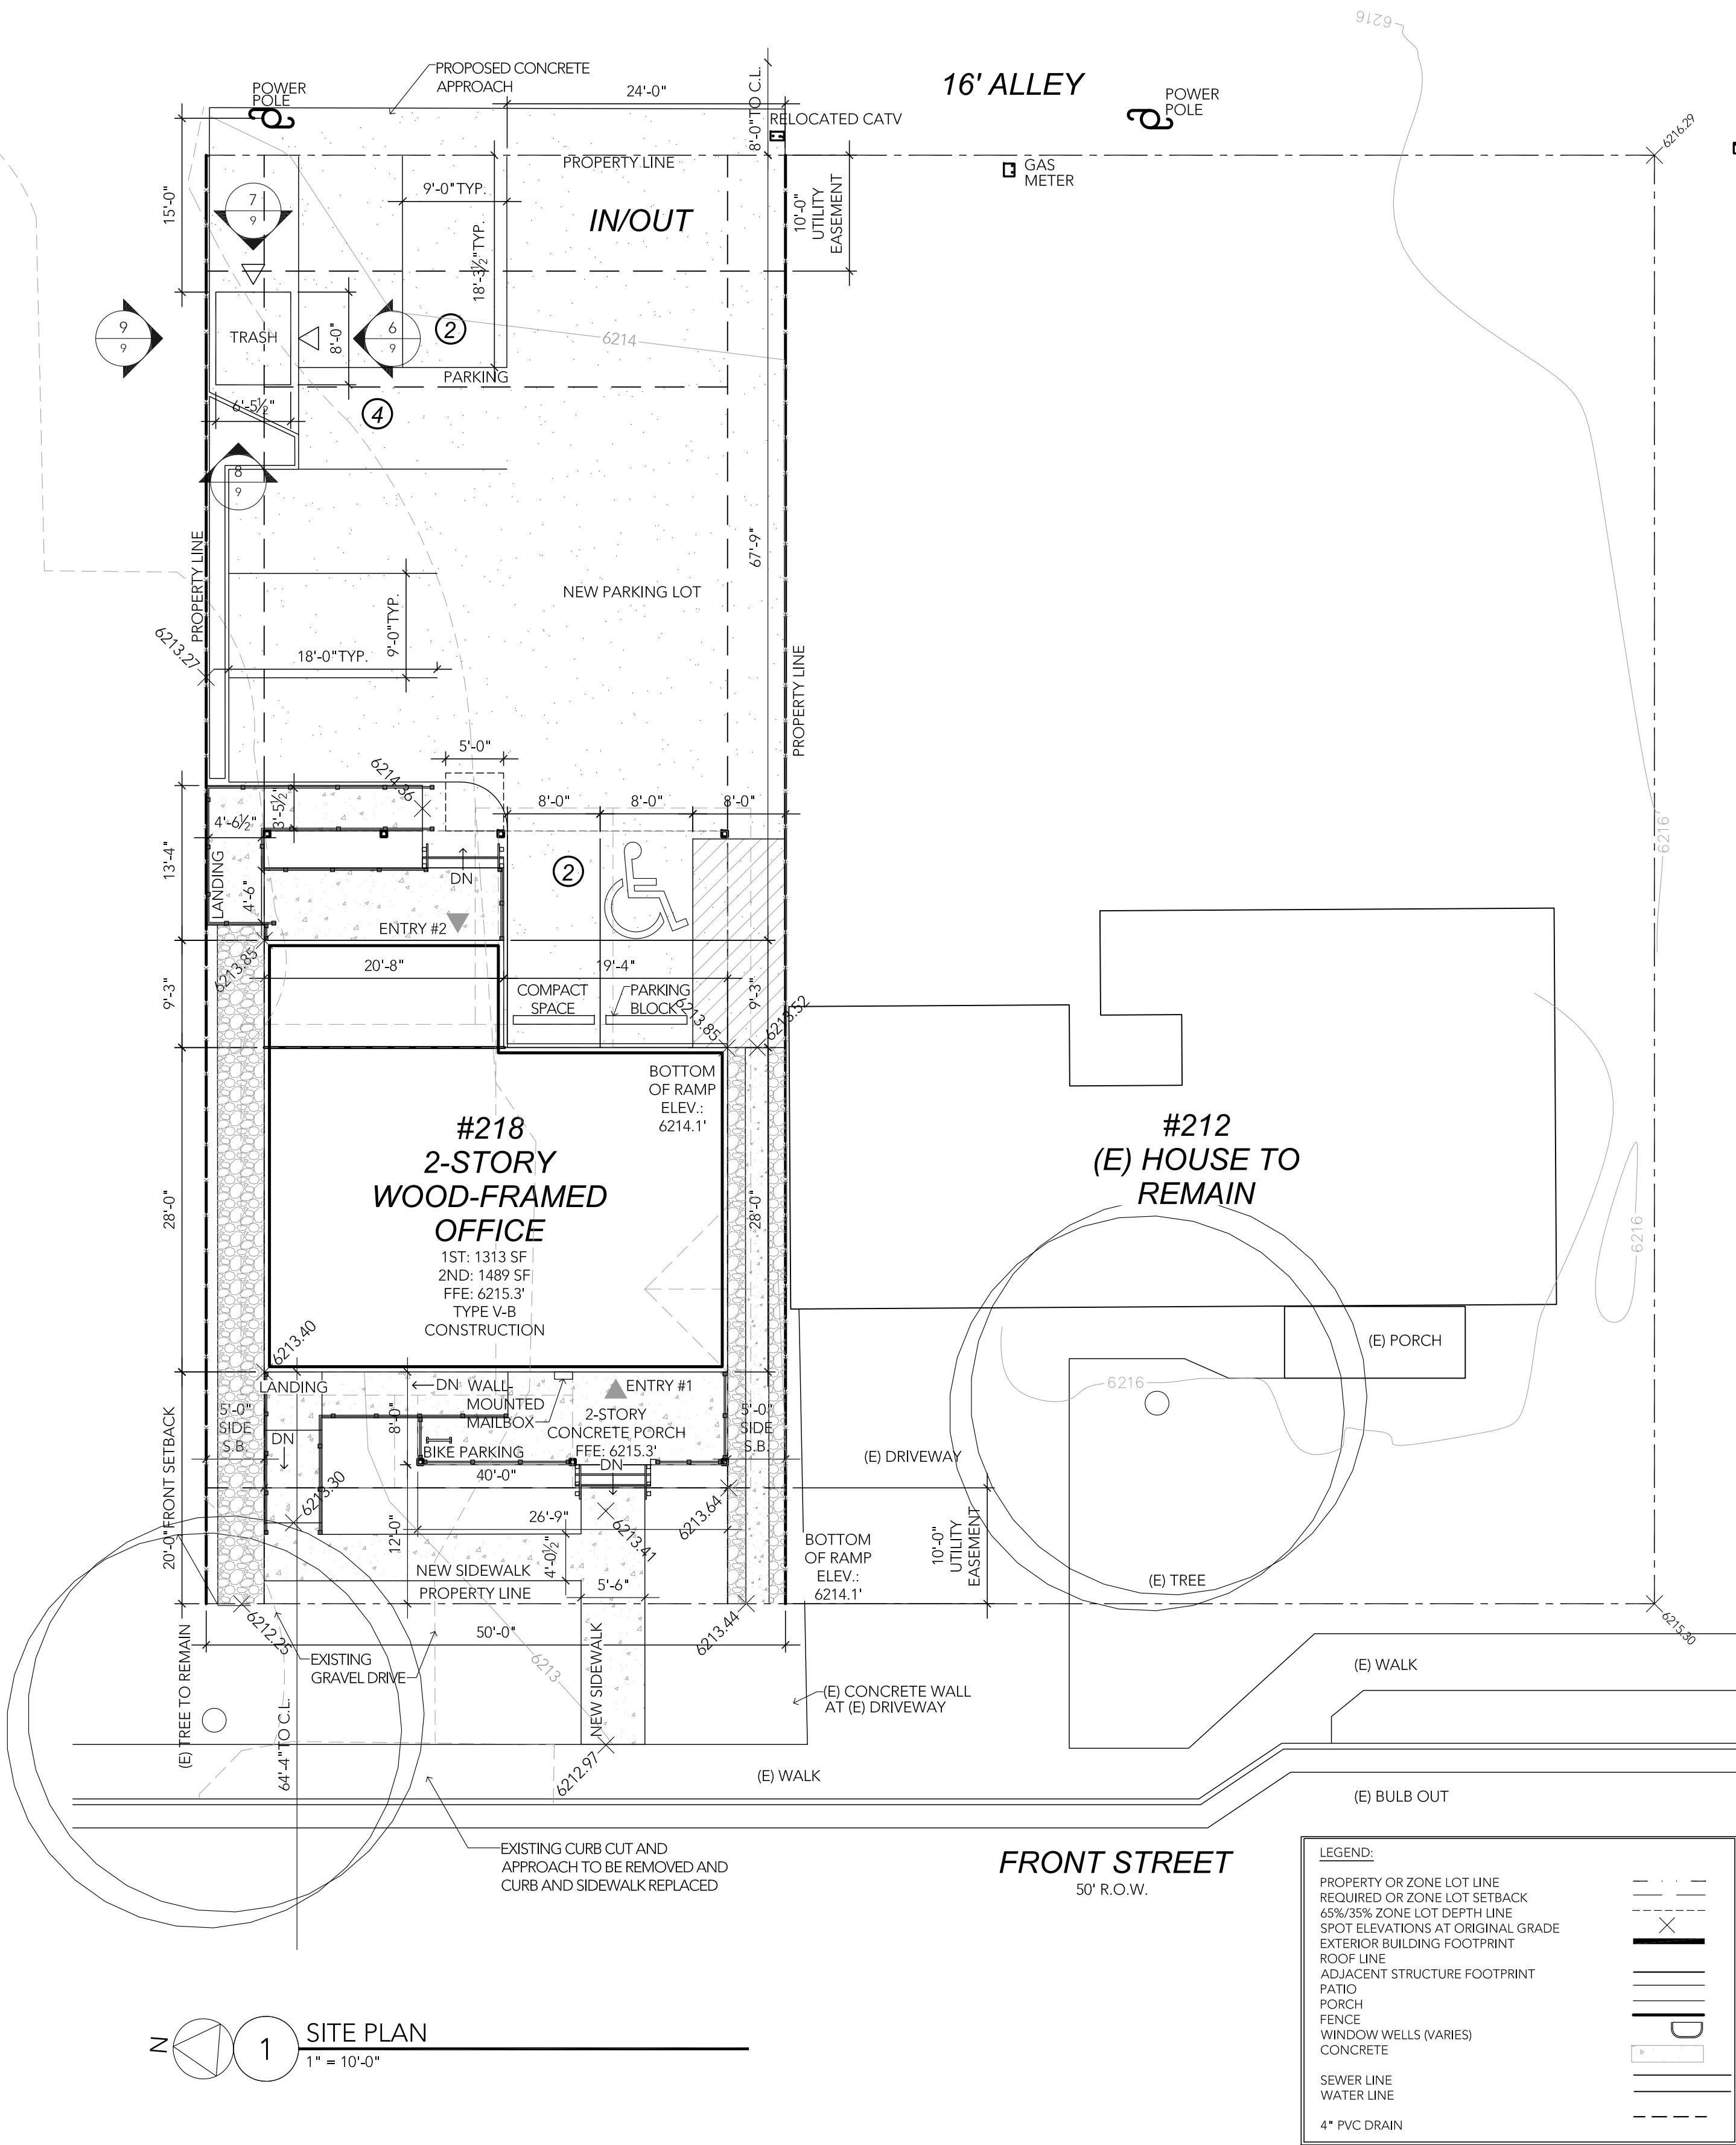 6216
PROPOSED CONCRETE
APPROACH
POWER
POLE
24'-0"
8'-0"TO C.L.
16' ALLEY
POWER
POLE
RELOCATED CATV
6216.29
PROPERTY LINE
GAS
METER
15'-0"
7
9
9'-0"TYP.
IN/OUT
10'-0"
UTILITY
EASEMENT
18'-3½"TYP.
9
9
TRASH
8'-0"
6
9
2
6214
PARKING
6'-5½"
4
8
9
PROPERTY LINE
67'-9"
NEW PARKING LOT
9'-0"TYP.
6213.27
18'-0"TYP.
PROPERTY LINE
5'-0"
6214.36
3'-5½"
8'-0"
8'-0"
8'-0"
4'-6½"
6216
13'-4"
LANDING
4'-6"
DN
2
ENTRY #2
6213.85
20'-8"
19'-4"
9'-3"
COMPACT
SPACE
PARKING
BLOCK
6213.85
9'-3"
6213.52
BOTTOM
OF RAMP
ELEV.:
6214.1'
#218
2-STORY
WOOD-FRAMED
OFFICE
1ST: 1313 SF
2ND: 1489 SF
FFE: 6215.3'
TYPE V-B
CONSTRUCTION
28'-0"
28'-0"
#212
(E) HOUSE TO
REMAIN
6216
6213.40
(E) PORCH
LANDING
DN
WALL-
MOUNTED
MAILBOX
ENTRY #1
6216
5'-0"
SIDE
S.B.
8'-0"
2-STORY
CONCRETE PORCH
FFE: 6215.3'
5'-0"
SIDE
S.B.
DN
BIKE PARKING
DN
(E) DRIVEWAY
20'-0" FRONT SETBACK
40'-0"
6213.30
26'-9"
6213.64
6213.41
12'-0"
4'-0½"
BOTTOM
OF RAMP
ELEV.:
6214.1'
10'-0"
UTILITY
EASEMENT
NEW SIDEWALK
PROPERTY LINE
5'-6"
(E) TREE
6212.25
6213.44
6215.30
50'-0"
(E) TREE TO REMAIN
EXISTING
GRAVEL DRIVE
6213
NEW SIDEWALK
(E) WALK
(E) CONCRETE WALL
AT (E) DRIVEWAY
64'-4"TO C.L.
6212.97
(E) WALK
(E) BULB OUT
EXISTING CURB CUT AND
APPROACH TO BE REMOVED AND
CURB AND SIDEWALK REPLACED
FRONT STREET
50' R.O.W.
LEGEND:
PROPERTY OR ZONE LOT LINE
REQUIRED OR ZONE LOT SETBACK
65%/35% ZONE LOT DEPTH LINE
SPOT ELEVATIONS AT ORIGINAL GRADE
EXTERIOR BUILDING FOOTPRINT
ROOF LINE
ADJACENT STRUCTURE FOOTPRINT
PATIO
PORCH
FENCE
WINDOW WELLS (VARIES)
CONCRETE
SEWER LINE
WATER LINE
4" PVC DRAIN
N
1
SITE PLAN
1" = 10'-0"